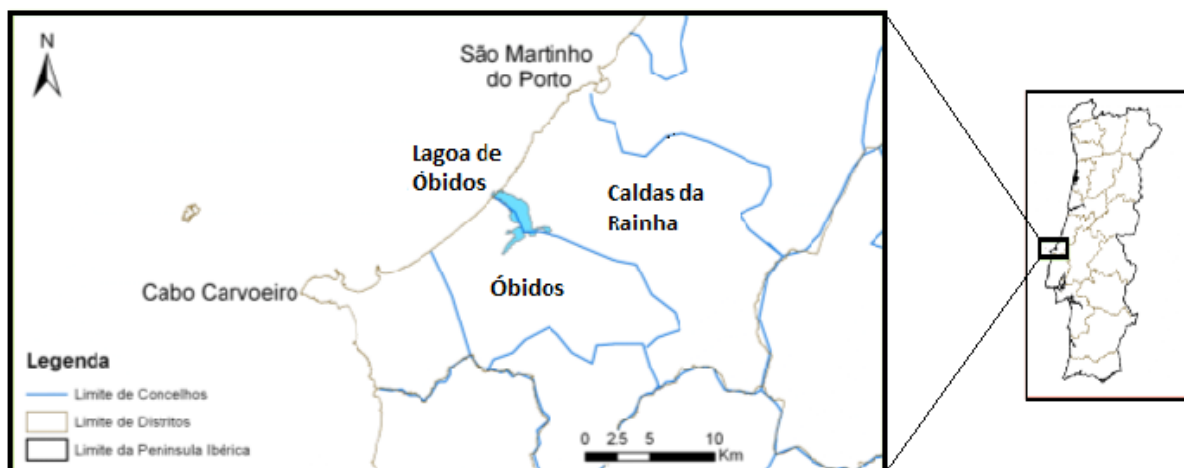 N
São Martinho
do Porto
Lagoa de
Óbidos
Caldas da
Rainha
Óbidos
Cabo Carvoeiro
Legenda
Limite de Concelhos
Limite de Distritos
Limite da Peninsula Ibérica
0 2.5 5 10
Km